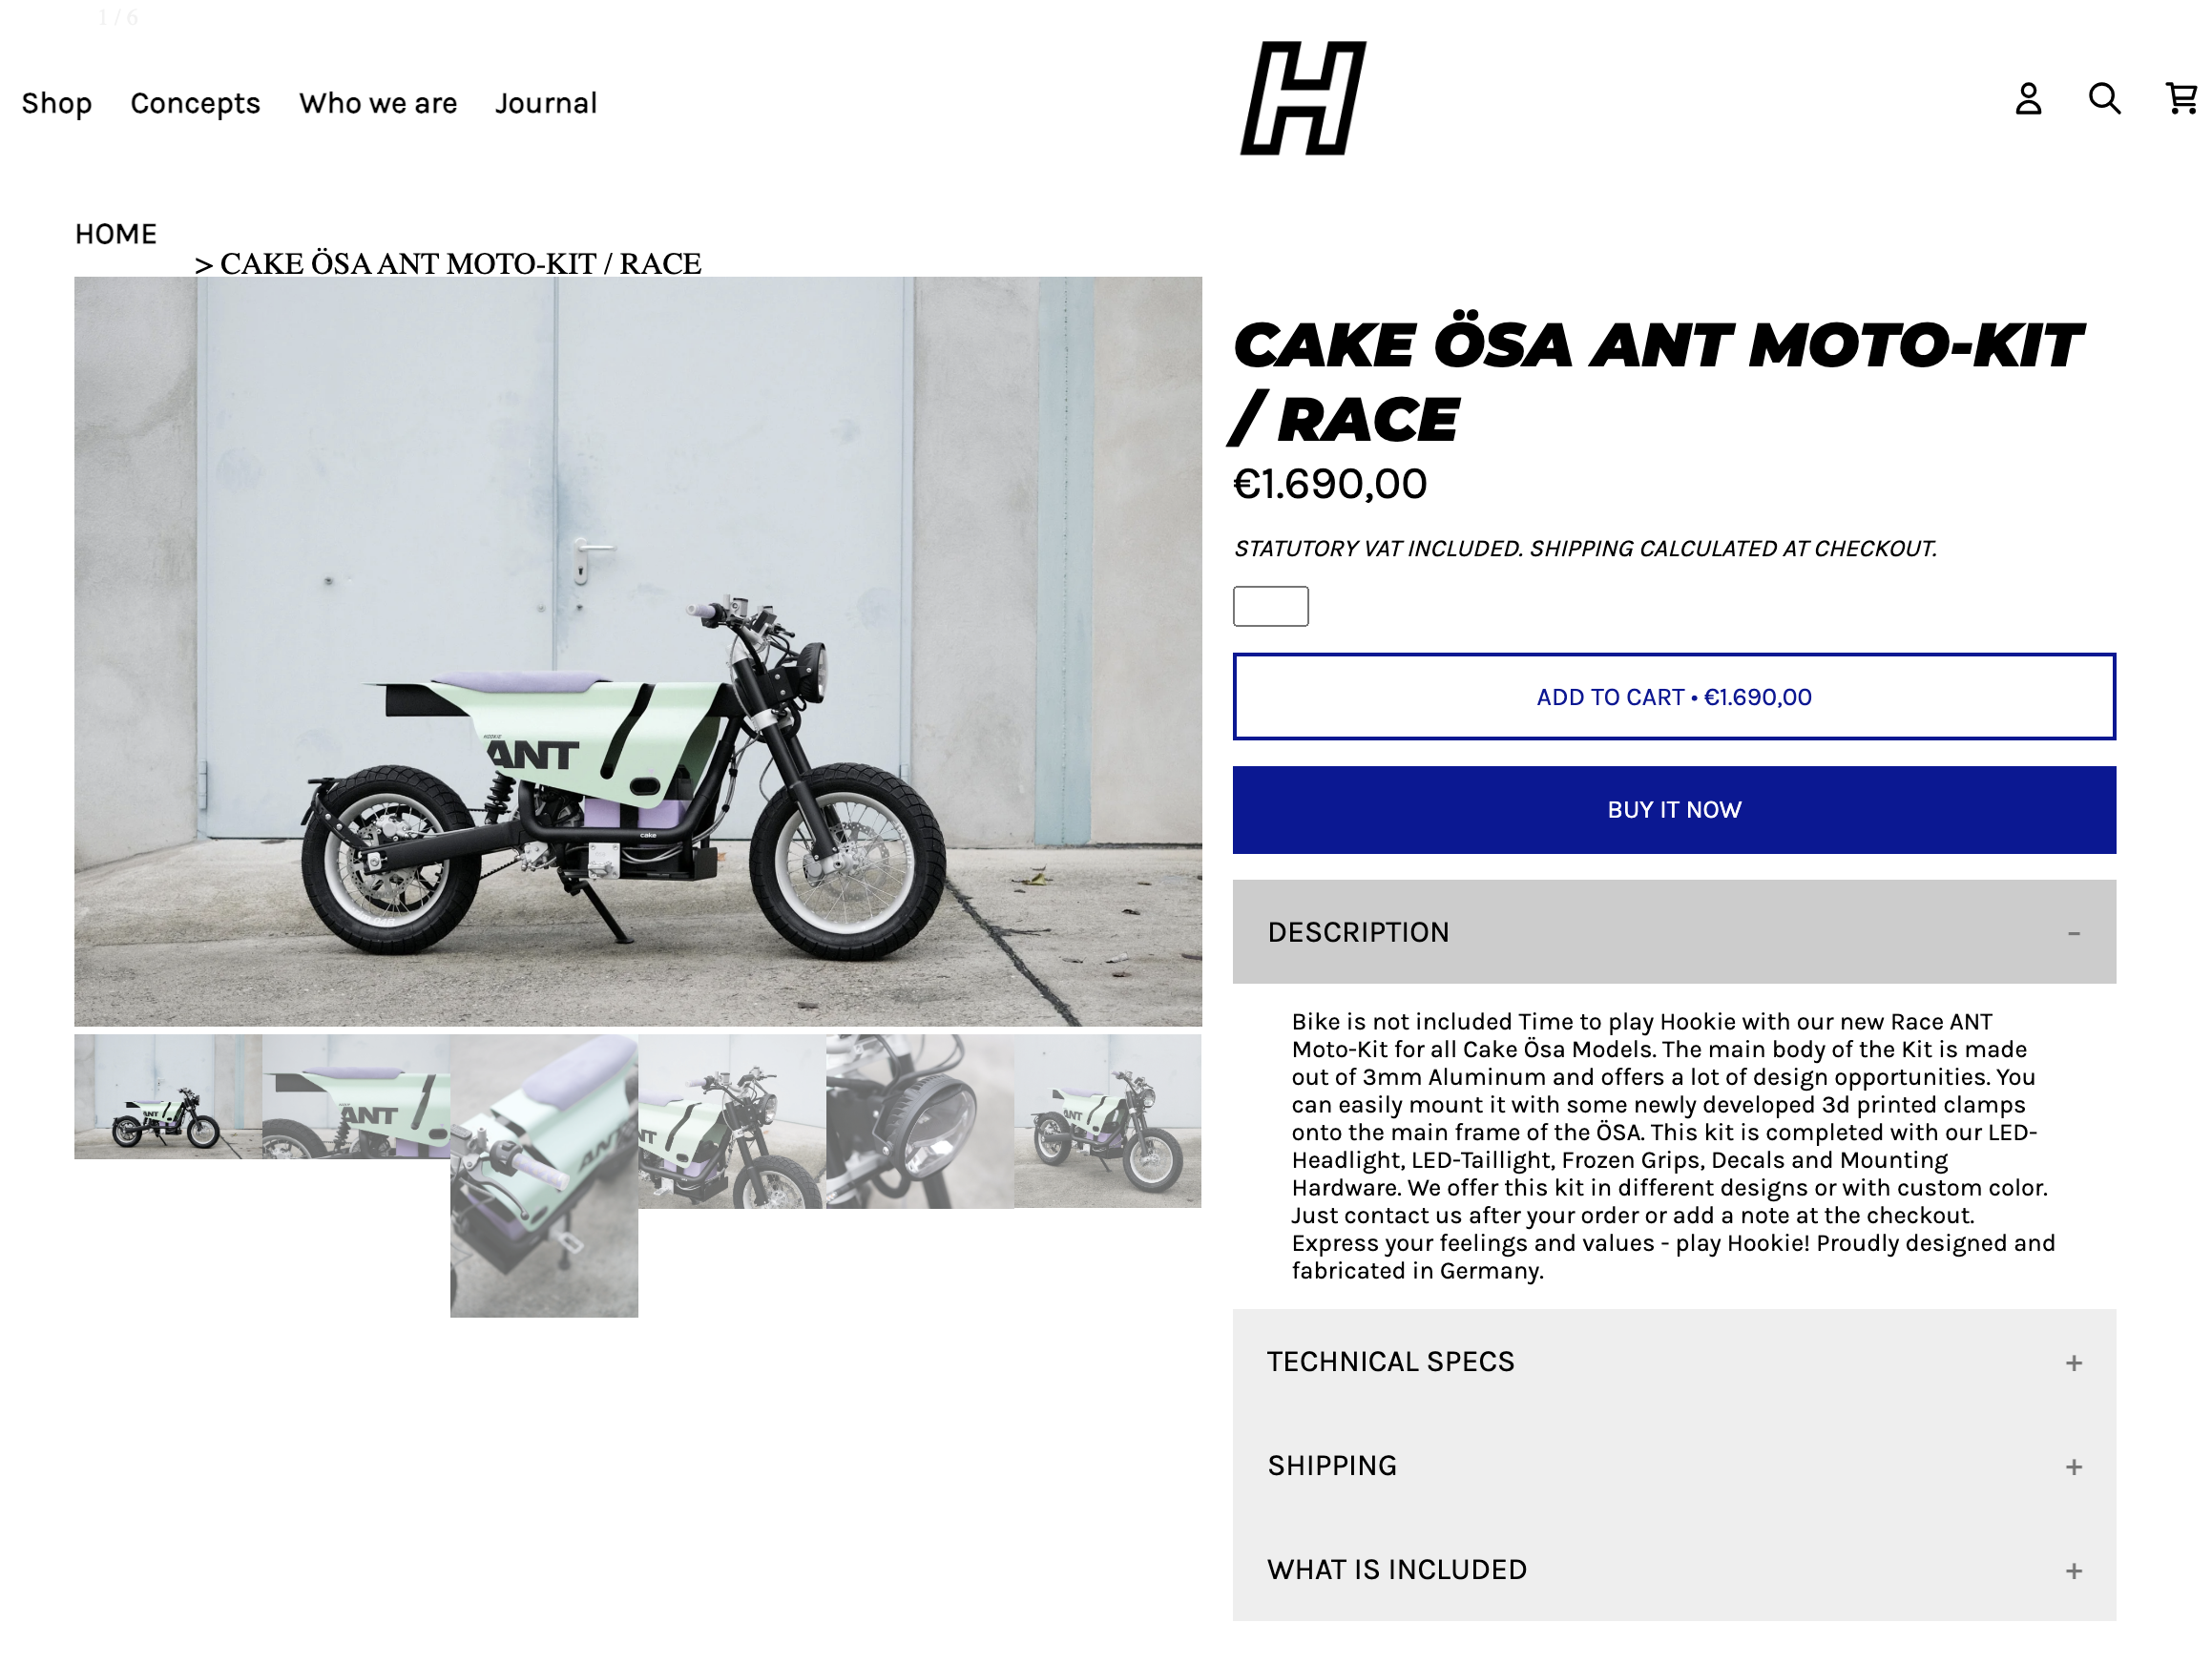 1 / 6
Shop Concepts Who we are Journal
H
HOME
> CAKE ÖSA ANT MOTO-KIT / RACE
HOOKIE
ANT
cake
CAKE ÖSA ANT MOTO-KIT
/ RACE
€1.690,00
STATUTORY VAT INCLUDED. SHIPPING CALCULATED AT CHECKOUT.
ADD TO CART • €1.690,00
BUY IT NOW
DESCRIPTION -
Bike is not included Time to play Hookie with our new Race ANT
Moto-Kit for all Cake Ösa Models. The main body of the Kit is made
out of 3mm Aluminum and offers a lot of design opportunities. You
can easily mount it with some newly developed 3d printed clamps
onto the main frame of the ÖSA. This kit is completed with our LED-
Headlight, LED-Taillight, Frozen Grips, Decals and Mounting
Hardware. We offer this kit in different designs or with custom color.
Just contact us after your order or add a note at the checkout.
Express your feelings and values - play Hookie! Proudly designed and
fabricated in Germany.
TECHNICAL SPECS +
SHIPPING +
WHAT IS INCLUDED +
ANT
ANT
ANT
NT
ANT